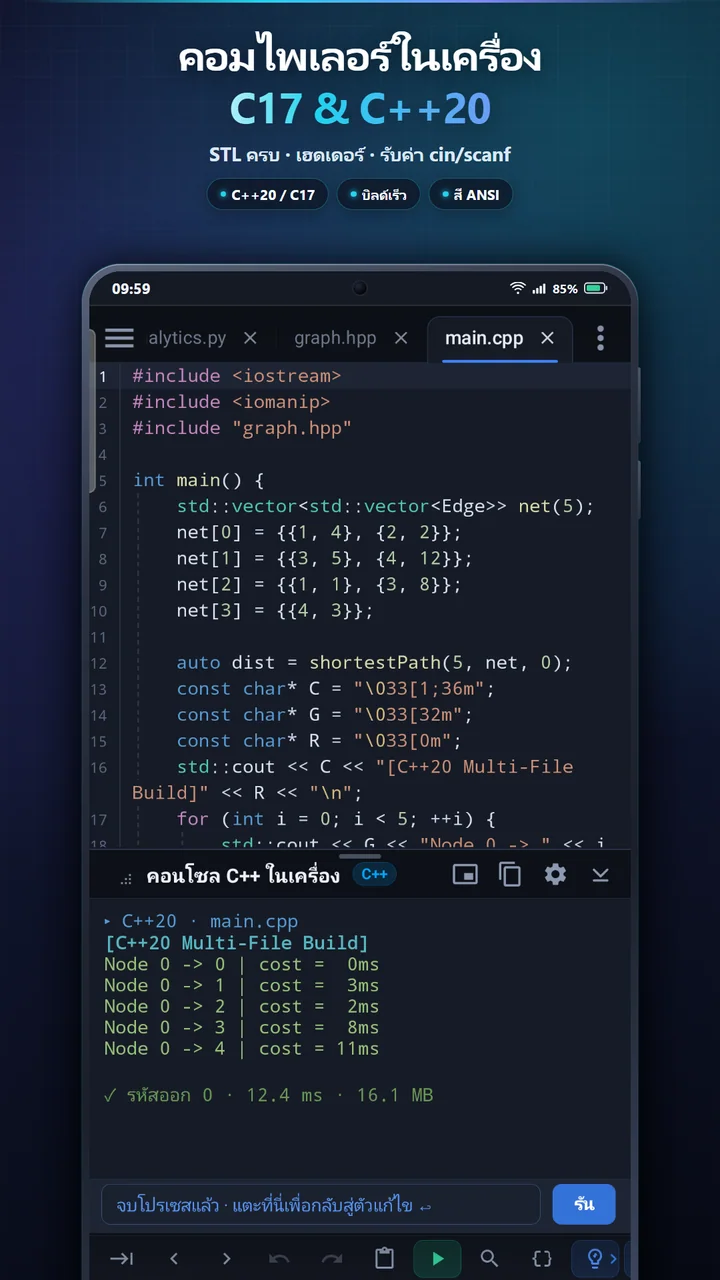 คอมไพเลอร์ในเครื่อง
C17 & C++20
STL ครบ · เฮดเดอร์ · รับค่า cin/scanf
C++20 / C17
บิลด์เร็ว
สี ANSI
09:59
85%
alytics.py
graph.hpp
main.cpp
1 #include <iostream>
2 #include <iomanip>
3 #include "graph.hpp"
4
5 int main() {
6 std::vector<std::vector<Edge>> net(5);
7 net[0] = {{1, 4}, {2, 2}};
8 net[1] = {{3, 5}, {4, 12}};
9 net[2] = {{1, 1}, {3, 8}};
10 net[3] = {{4, 3}};
11
12 auto dist = shortestPath(5, net, 0);
13 const char* C = "\033[1;36m";
14 const char* G = "\033[32m";
15 const char* R = "\033[0m";
16 std::cout << C << "[C++20 Multi-File
Build]" << R << "\n";
17 for (int i = 0; i < 5; ++i) {
18 std::cout << G << "Node 0 -> " << i
คอนโซล C++ ในเครื่อง
C++
▸ C++20 · main.cpp
[C++20 Multi-File Build]
Node 0 -> 0 | cost =  0ms
Node 0 -> 1 | cost =  3ms
Node 0 -> 2 | cost =  2ms
Node 0 -> 3 | cost =  8ms
Node 0 -> 4 | cost = 11ms
✓ รหัสออก 0 · 12.4 ms · 16.1 MB
จบโปรเซสแล้ว · แตะที่นี่เพื่อกลับสู่ตัวแก้ไข ↩
รัน